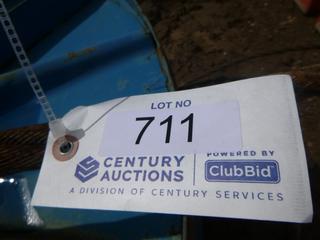 LOT NO
711
CENTURY AUCTIONS
POWERED BY
ClubBid
A DIVISION OF CENTURY SERVICES